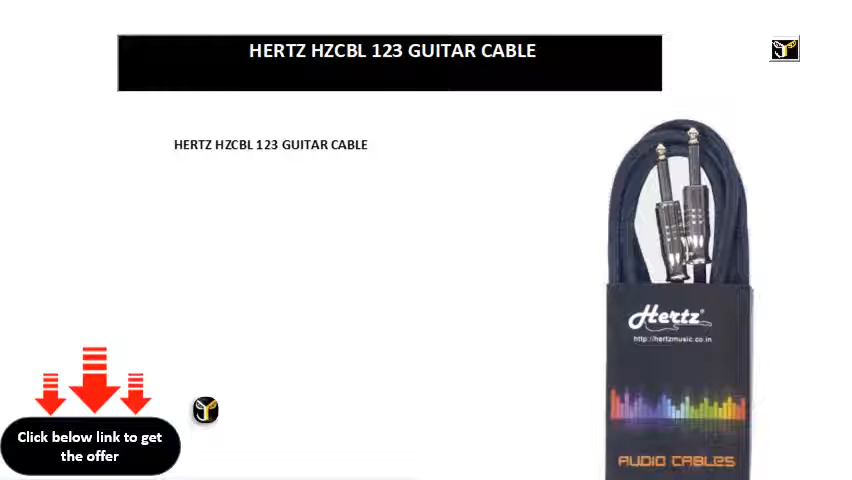 HERTZ HZCBL 123 GUITAR CABLE
HERTZ HZCBL 123 GUITAR CABLE
Hertz®
http://hertzmusic.co.in
AUDIO CABLES
Click below link to get
the offer